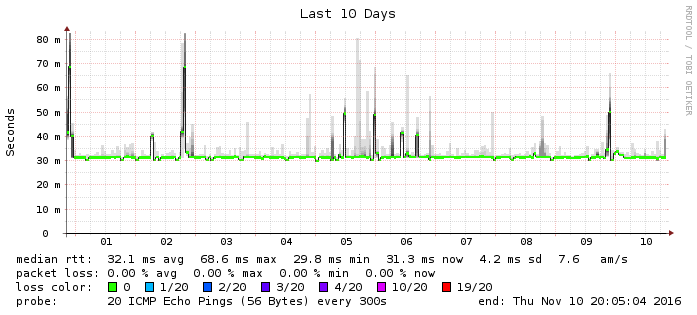 Last 10 Days
RRDTOOL / TOBI OETIKER
Seconds
80 m
70 m
60 m
50 m
40 m
30 m
20 m
10 m
0
01 02 03 04 05 06 07 08 09 10
median rtt: 32.1 ms avg 68.6 ms max 29.8 ms min 31.3 ms now 4.2 ms sd 7.6 am/s
packet loss: 0.00 % avg 0.00 % max 0.00 % min 0.00 % now
loss color: 0 1/20 2/20 3/20 4/20 10/20 19/20
probe: 20 ICMP Echo Pings (56 Bytes) every 300s end: Thu Nov 10 20:05:04 2016